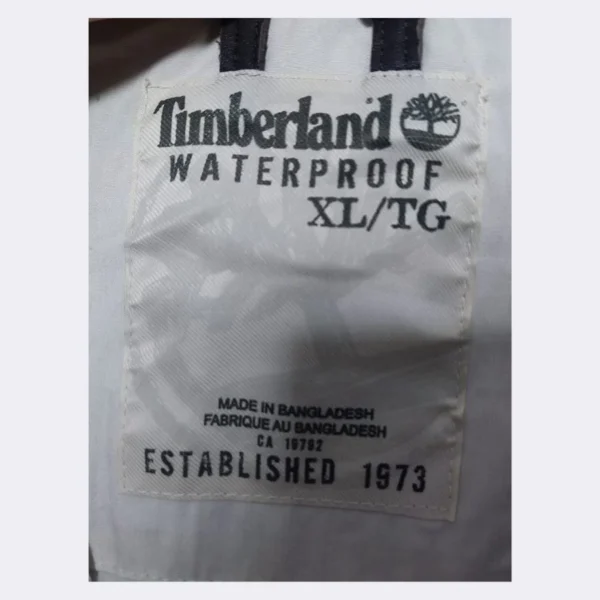 Timberland
WATERPROOF
XL/TG
MADE IN BANGLADESH
FABRIQUE AU BANGLADESH
CA 19792
ESTABLISHED 1973